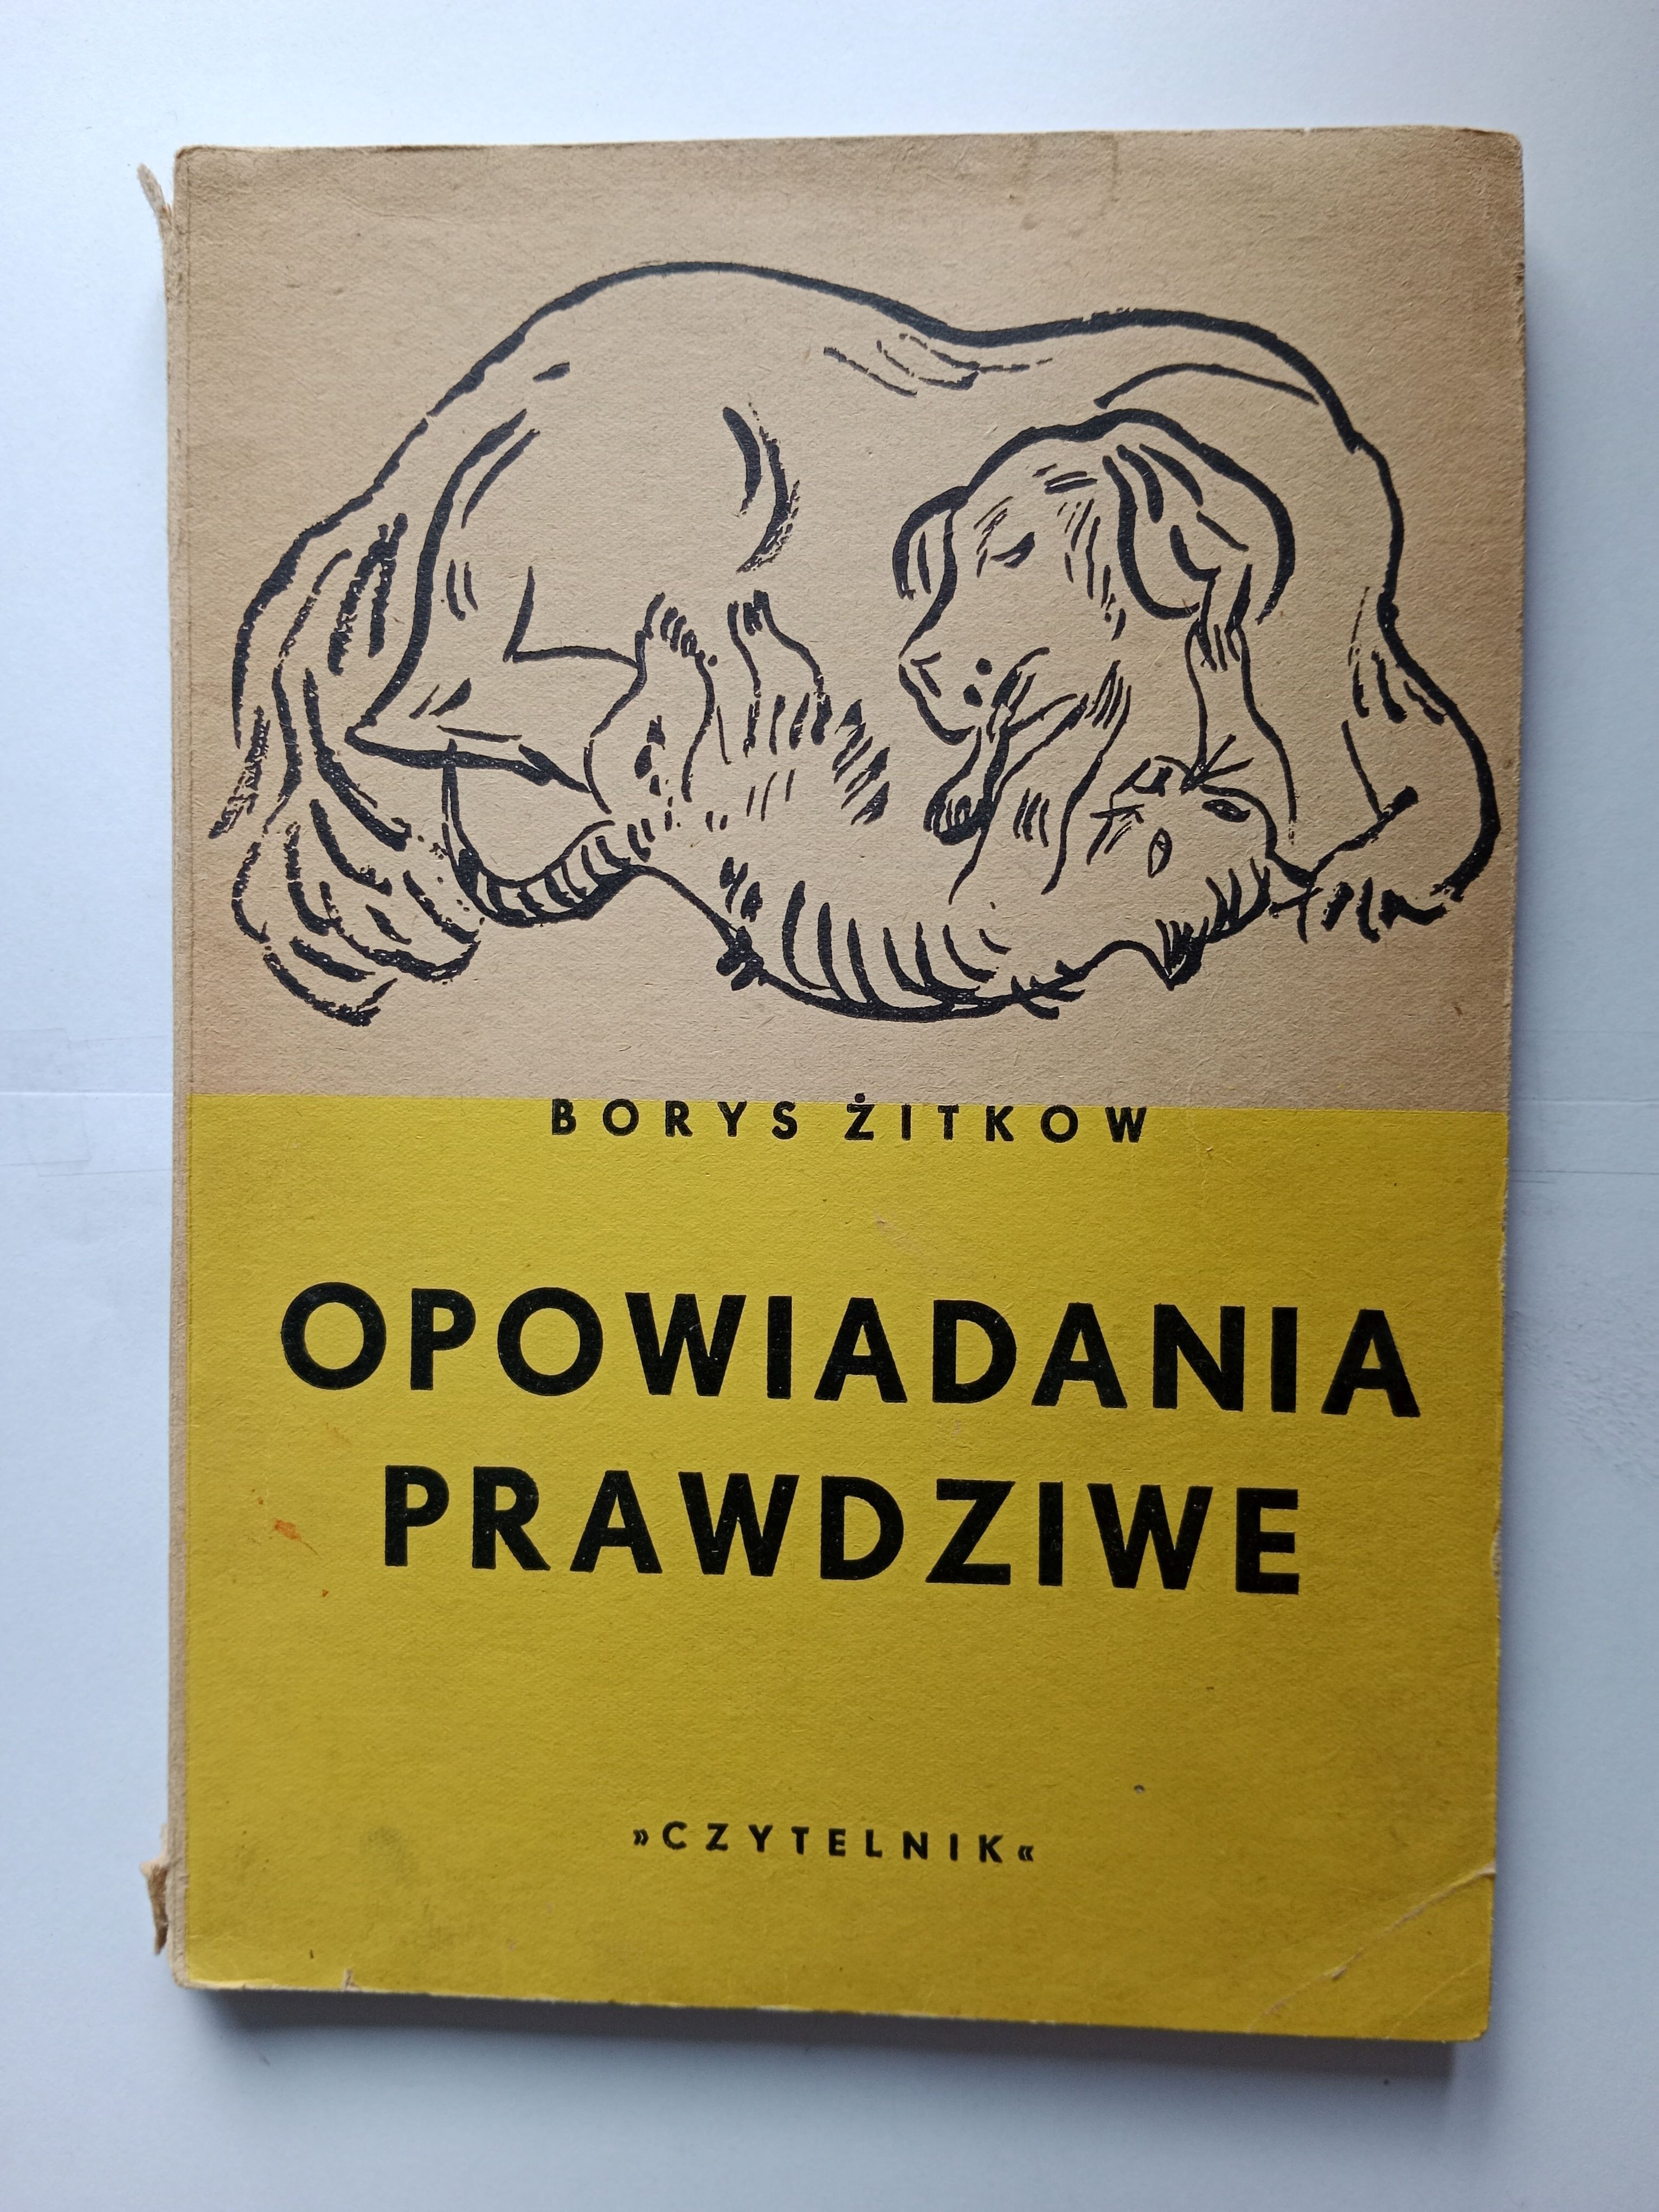 BORYS ŻITKOW
OPOWIADANIA
PRAWDZIWE
»CZYTELNIK«